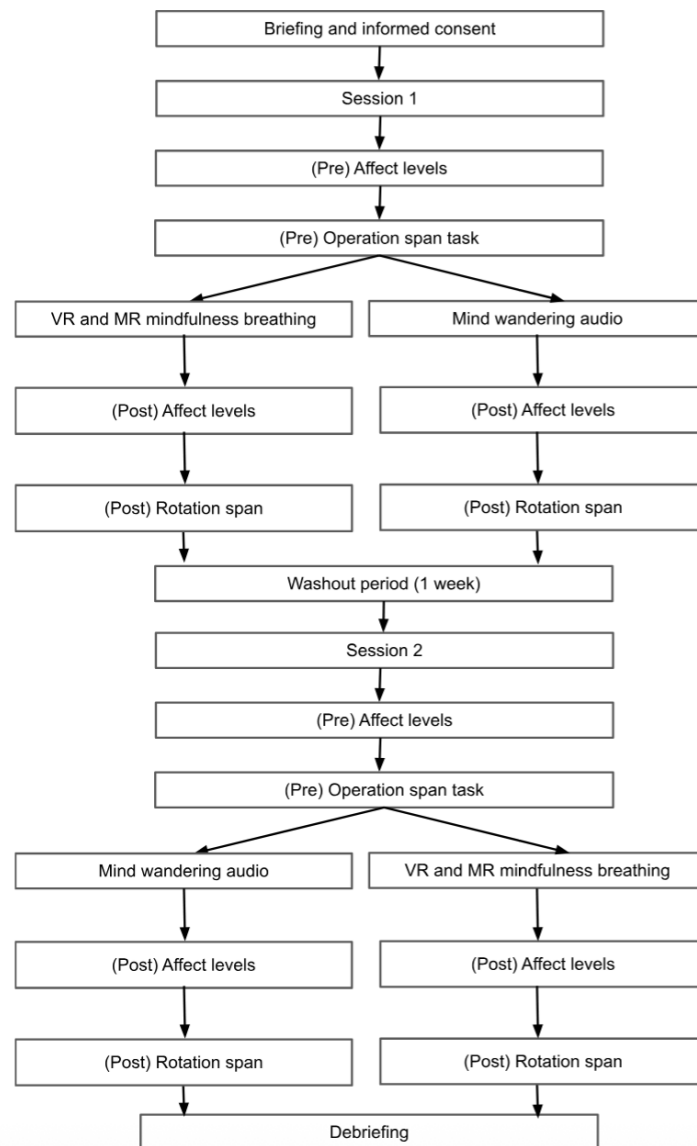 Briefing and informed consent
Session 1
(Pre) Affect levels
(Pre) Operation span task
VR and MR mindfulness breathing
Mind wandering audio
(Post) Affect levels
(Post) Affect levels
(Post) Rotation span
(Post) Rotation span
Washout period (1 week)
Session 2
(Pre) Affect levels
(Pre) Operation span task
Mind wandering audio
VR and MR mindfulness breathing
(Post) Affect levels
(Post) Affect levels
(Post) Rotation span
(Post) Rotation span
Debriefing